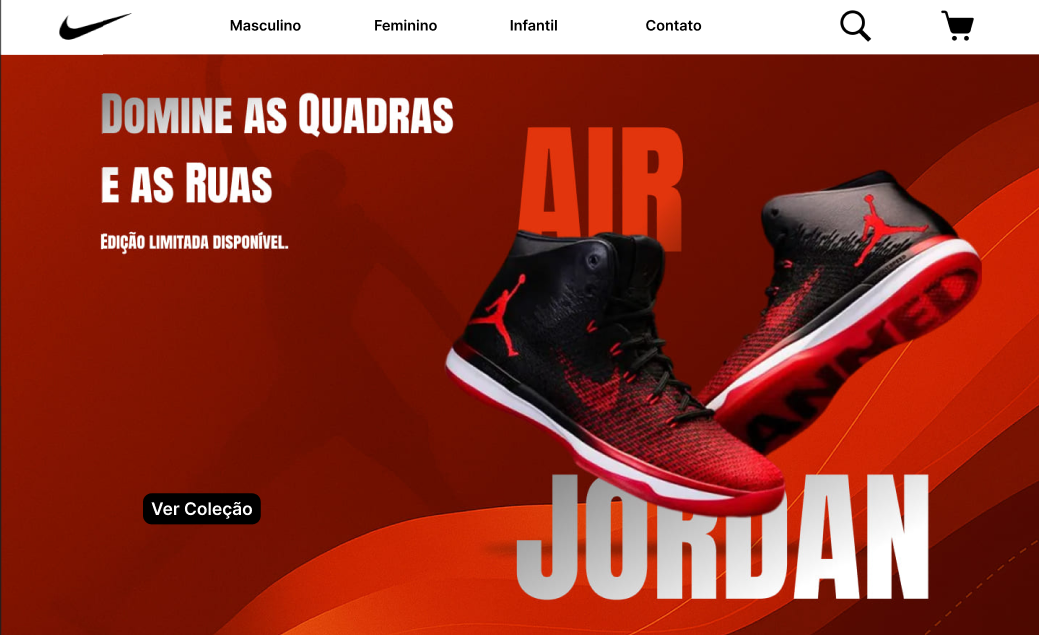 Masculino Feminino Infantil Contato
Domine as Quadras
e as Ruas
Edição limitada disponível.
AIR
Ver Coleção
JORDAN